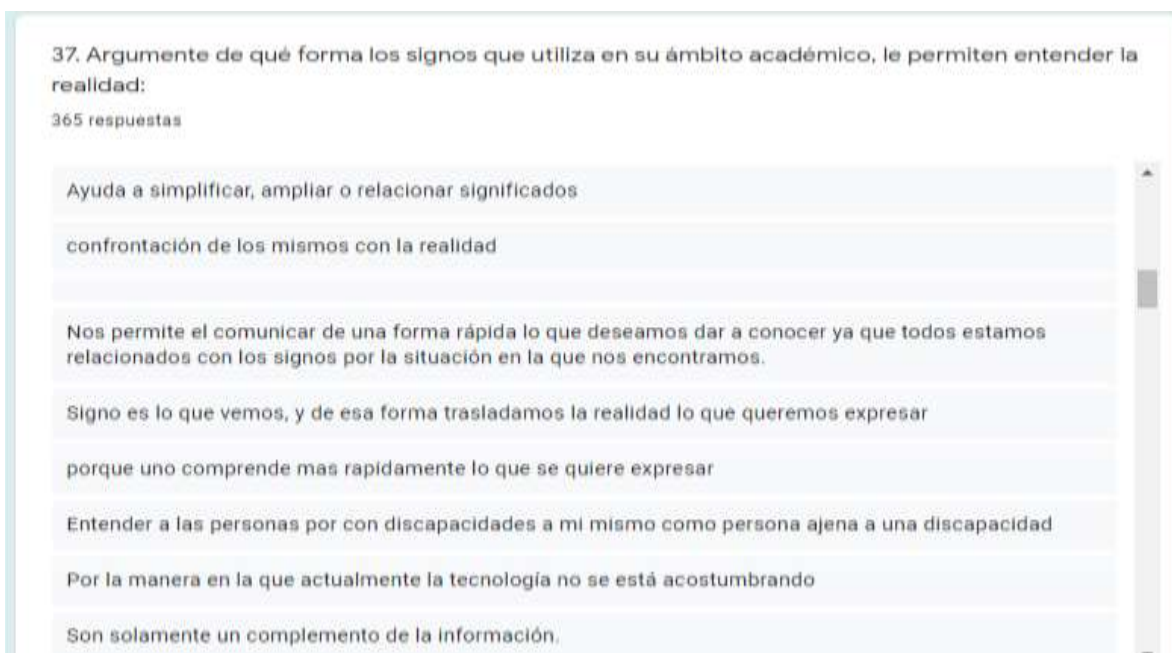 37. Argumente de qué forma los signos que utiliza en su ámbito académico, le permiten entender la
realidad:
365 respuestas
Ayuda a simplificar, ampliar o relacionar significados
confrontación de los mismos con la realidad
Nos permite el comunicar de una forma rápida lo que deseamos dar a conocer ya que todos estamos
relacionados con los signos por la situación en la que nos encontramos.
Signo es lo que vemos, y de esa forma trasladamos la realidad lo que queremos expresar
porque uno comprende mas rapidamente lo que se quiere expresar
Entender a las personas por con discapacidades a mi mismo como persona ajena a una discapacidad
Por la manera en la que actualmente la tecnología no se está acostumbrando
Son solamente un complemento de la información.